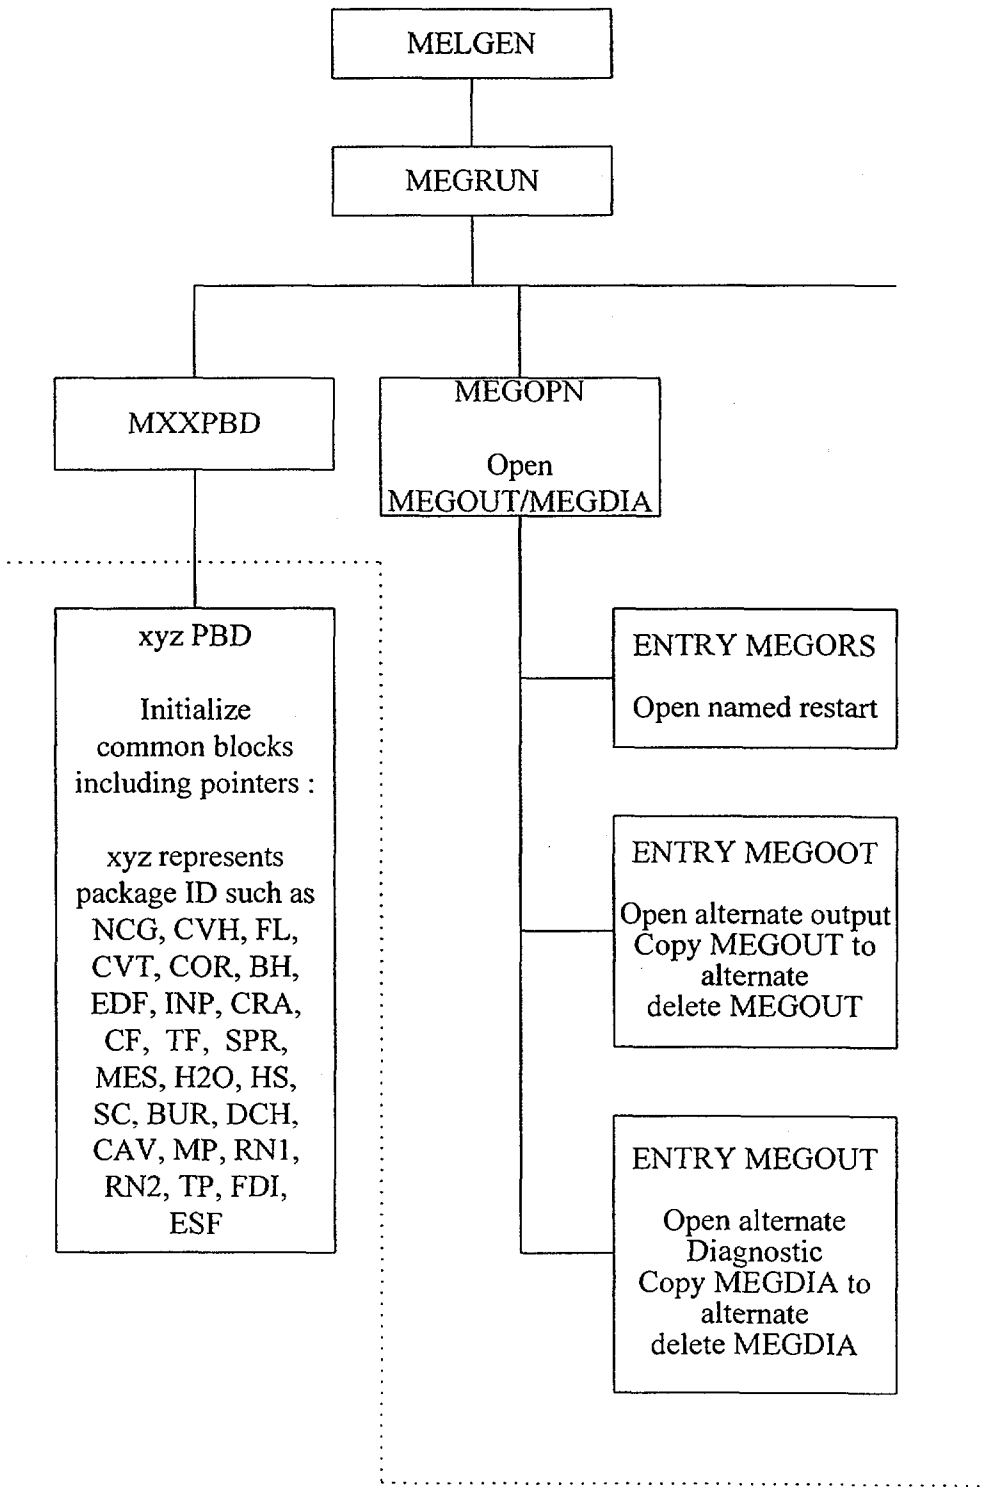 MELGEN
MEGRUN
MXXPBD
MEGOPN
Open
MEGOUT/MEGDIA
xyz PBD
Initialize
common blocks
including pointers :
xyz represents
package ID such as
NCG, CVH, FL,
CVT, COR, BH,
EDF, INP, CRA,
CF, TF, SPR,
MES, H2O, HS,
SC, BUR, DCH,
CAV, MP, RN1,
RN2, TP, FDI,
ESF
ENTRY MEGORS
Open named restart
ENTRY MEGOOT
Open alternate output
Copy MEGOUT to
alternate
delete MEGOUT
ENTRY MEGOUT
Open alternate
Diagnostic
Copy MEGDIA to
alternate
delete MEGDIA